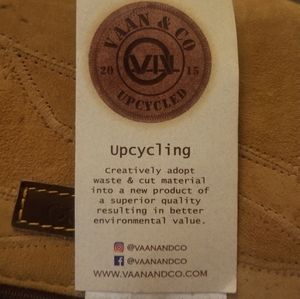 VAAN & CO
20 15
UPCYCLED
Upcycling
Creatively adopt
waste & cut material
into a new product of
a superior quality
resulting in better
environmental value.
@VAANANDCO
@VAANANDCO
WWW.VAANANDCO.COM